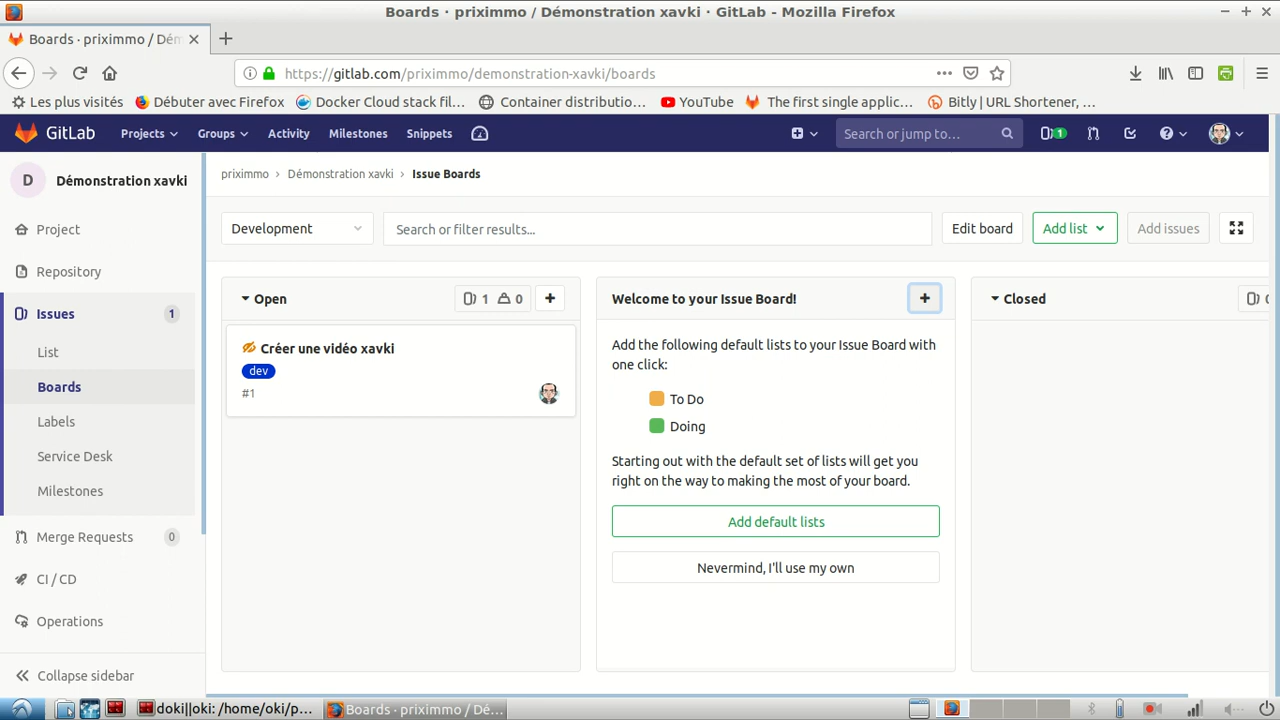 Boards · priximmo / Démonstration xavki · GitLab - Mozilla Firefox
Boards · priximmo / Dém
https://gitlab.com/priximmo/demonstration-xavki/boards
Les plus visités Débuter avec Firefox Docker Cloud stack fil... Container distributio... YouTube The first single applic... Bitly | URL Shortener, ...
GitLab Projects Groups Activity Milestones Snippets Search or jump to... 1
D Démonstration xavki
priximmo › Démonstration xavki › Issue Boards
Project
Development Search or filter results... Edit board Add list Add issues
Repository
Issues 1
List
Boards
Labels
Service Desk
Milestones
Merge Requests 0
CI / CD
Operations
Collapse sidebar
Open 1 0 +
Créer une vidéo xavki
dev
#1
Welcome to your Issue Board! +
Add the following default lists to your Issue Board with
one click:
To Do
Doing
Starting out with the default set of lists will get you
right on the way to making the most of your board.
Add default lists
Nevermind, I'll use my own
Closed
doki||oki: /home/oki/p... Boards · priximmo / Dé...